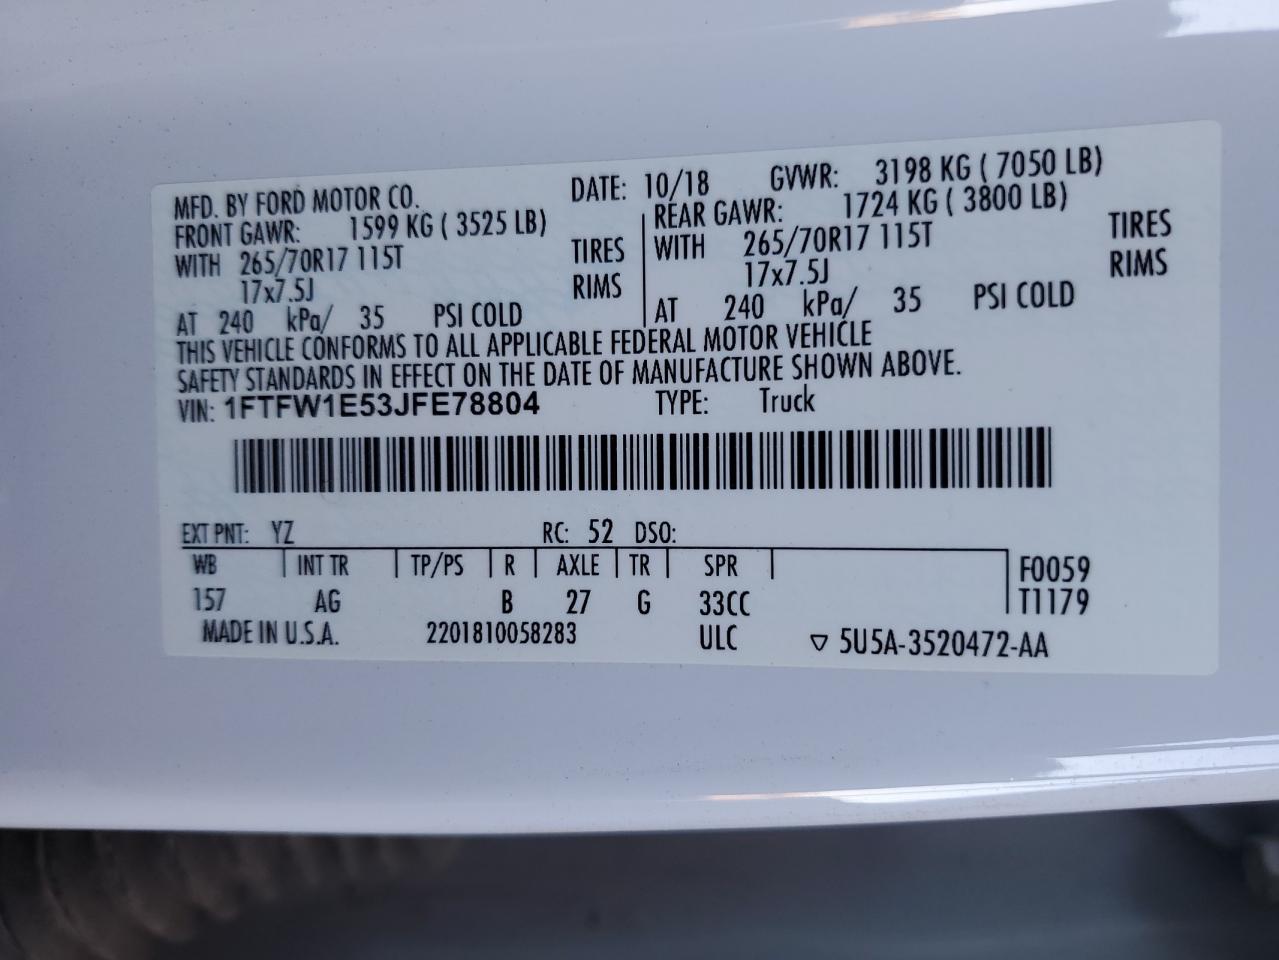 MFD. BY FORD MOTOR CO. DATE: 10/18 GVWR: 3198 KG ( 7050 LB)
FRONT GAWR: 1599 KG ( 3525 LB) REAR GAWR: 1724 KG ( 3800 LB)
WITH 265/70R17 115T TIRES WITH 265/70R17 115T TIRES
17x7.5J RIMS 17x7.5J RIMS
AT 240 kPa/ 35 PSI COLD AT 240 kPa/ 35 PSI COLD
THIS VEHICLE CONFORMS TO ALL APPLICABLE FEDERAL MOTOR VEHICLE
SAFETY STANDARDS IN EFFECT ON THE DATE OF MANUFACTURE SHOWN ABOVE.
VIN: 1FTFW1E53JFE78804 TYPE: Truck
EXT PNT: YZ RC: 52 DSO:
WB INT TR TP/PS R AXLE TR SPR F0059
157 AG B 27 G 33CC T1179
MADE IN U.S.A. 2201810058283 ULC ▽ 5U5A-3520472-AA